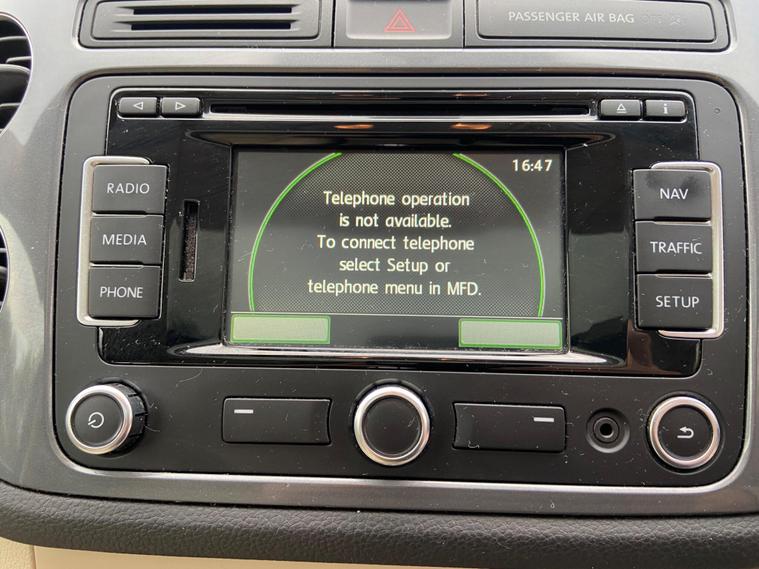 PASSENGER AIR BAG
i
16:47
RADIO
MEDIA
PHONE
Telephone operation
is not available.
To connect telephone
select Setup or
telephone menu in MFD.
NAV
TRAFFIC
SETUP